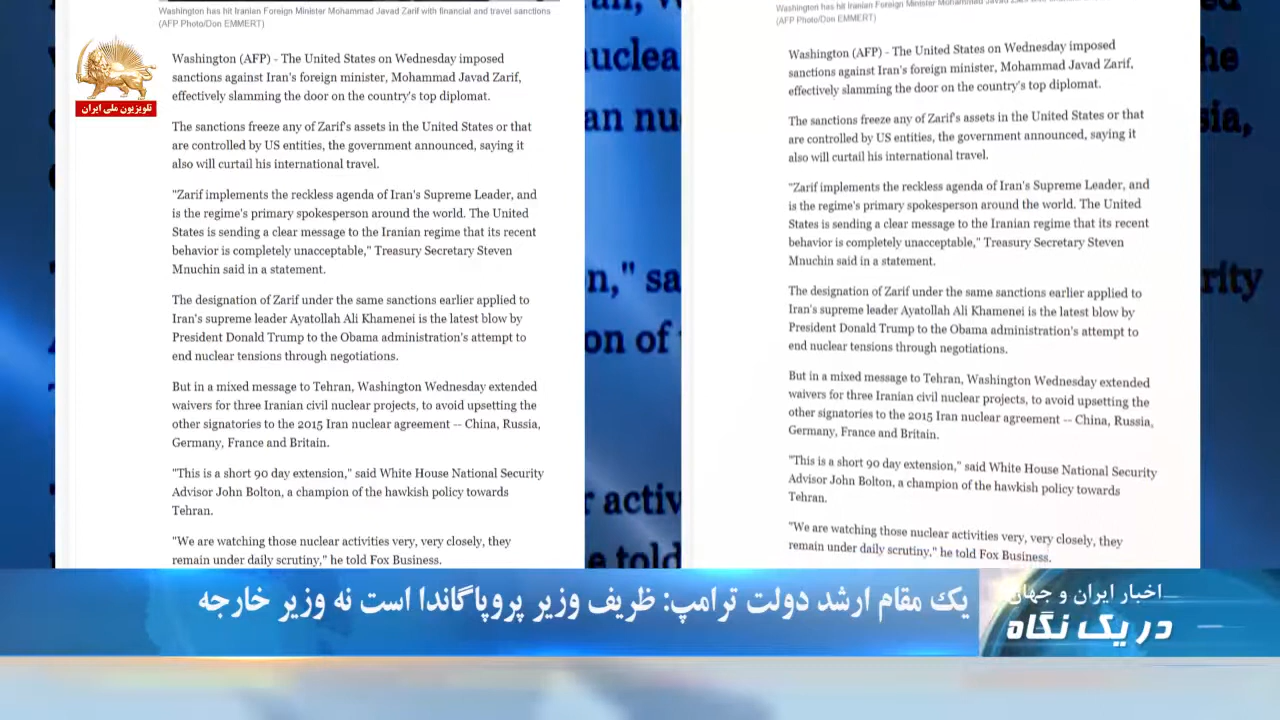 Washington has hit Iranian Foreign Minister Mohammad Javad Zarif with financial and travel sanctions
(AFP Photo/Don EMMERT)
تلویزیون ملی ایران
Washington (AFP) - The United States on Wednesday imposed
sanctions against Iran's foreign minister, Mohammad Javad Zarif,
effectively slamming the door on the country's top diplomat.
The sanctions freeze any of Zarif's assets in the United States or that
are controlled by US entities, the government announced, saying it
also will curtail his international travel.
"Zarif implements the reckless agenda of Iran's Supreme Leader, and
is the regime's primary spokesperson around the world. The United
States is sending a clear message to the Iranian regime that its recent
behavior is completely unacceptable," Treasury Secretary Steven
Mnuchin said in a statement.
The designation of Zarif under the same sanctions earlier applied to
Iran's supreme leader Ayatollah Ali Khamenei is the latest blow by
President Donald Trump to the Obama administration's attempt to
end nuclear tensions through negotiations.
But in a mixed message to Tehran, Washington Wednesday extended
waivers for three Iranian civil nuclear projects, to avoid upsetting the
other signatories to the 2015 Iran nuclear agreement -- China, Russia,
Germany, France and Britain.
"This is a short 90 day extension," said White House National Security
Advisor John Bolton, a champion of the hawkish policy towards
Tehran.
"We are watching those nuclear activities very, very closely, they
remain under daily scrutiny," he told Fox Business.
Washington has hit Iranian Foreign Minister Mohammad Javad Zarif with financial and travel sanctions
(AFP Photo/Don EMMERT)
Washington (AFP) - The United States on Wednesday imposed
sanctions against Iran's foreign minister, Mohammad Javad Zarif,
effectively slamming the door on the country's top diplomat.
The sanctions freeze any of Zarif's assets in the United States or that
are controlled by US entities, the government announced, saying it
also will curtail his international travel.
"Zarif implements the reckless agenda of Iran's Supreme Leader, and
is the regime's primary spokesperson around the world. The United
States is sending a clear message to the Iranian regime that its recent
behavior is completely unacceptable," Treasury Secretary Steven
Mnuchin said in a statement.
The designation of Zarif under the same sanctions earlier applied to
Iran's supreme leader Ayatollah Ali Khamenei is the latest blow by
President Donald Trump to the Obama administration's attempt to
end nuclear tensions through negotiations.
But in a mixed message to Tehran, Washington Wednesday extended
waivers for three Iranian civil nuclear projects, to avoid upsetting the
other signatories to the 2015 Iran nuclear agreement -- China, Russia,
Germany, France and Britain.
"This is a short 90 day extension," said White House National Security
Advisor John Bolton, a champion of the hawkish policy towards
Tehran.
"We are watching those nuclear activities very, very closely, they
remain under daily scrutiny," he told Fox Business.
اخبار ایران و جهان
در یک نگاه
یک مقام ارشد دولت ترامپ: ظریف وزیر پروپاگاندا است نه وزیر خارجه